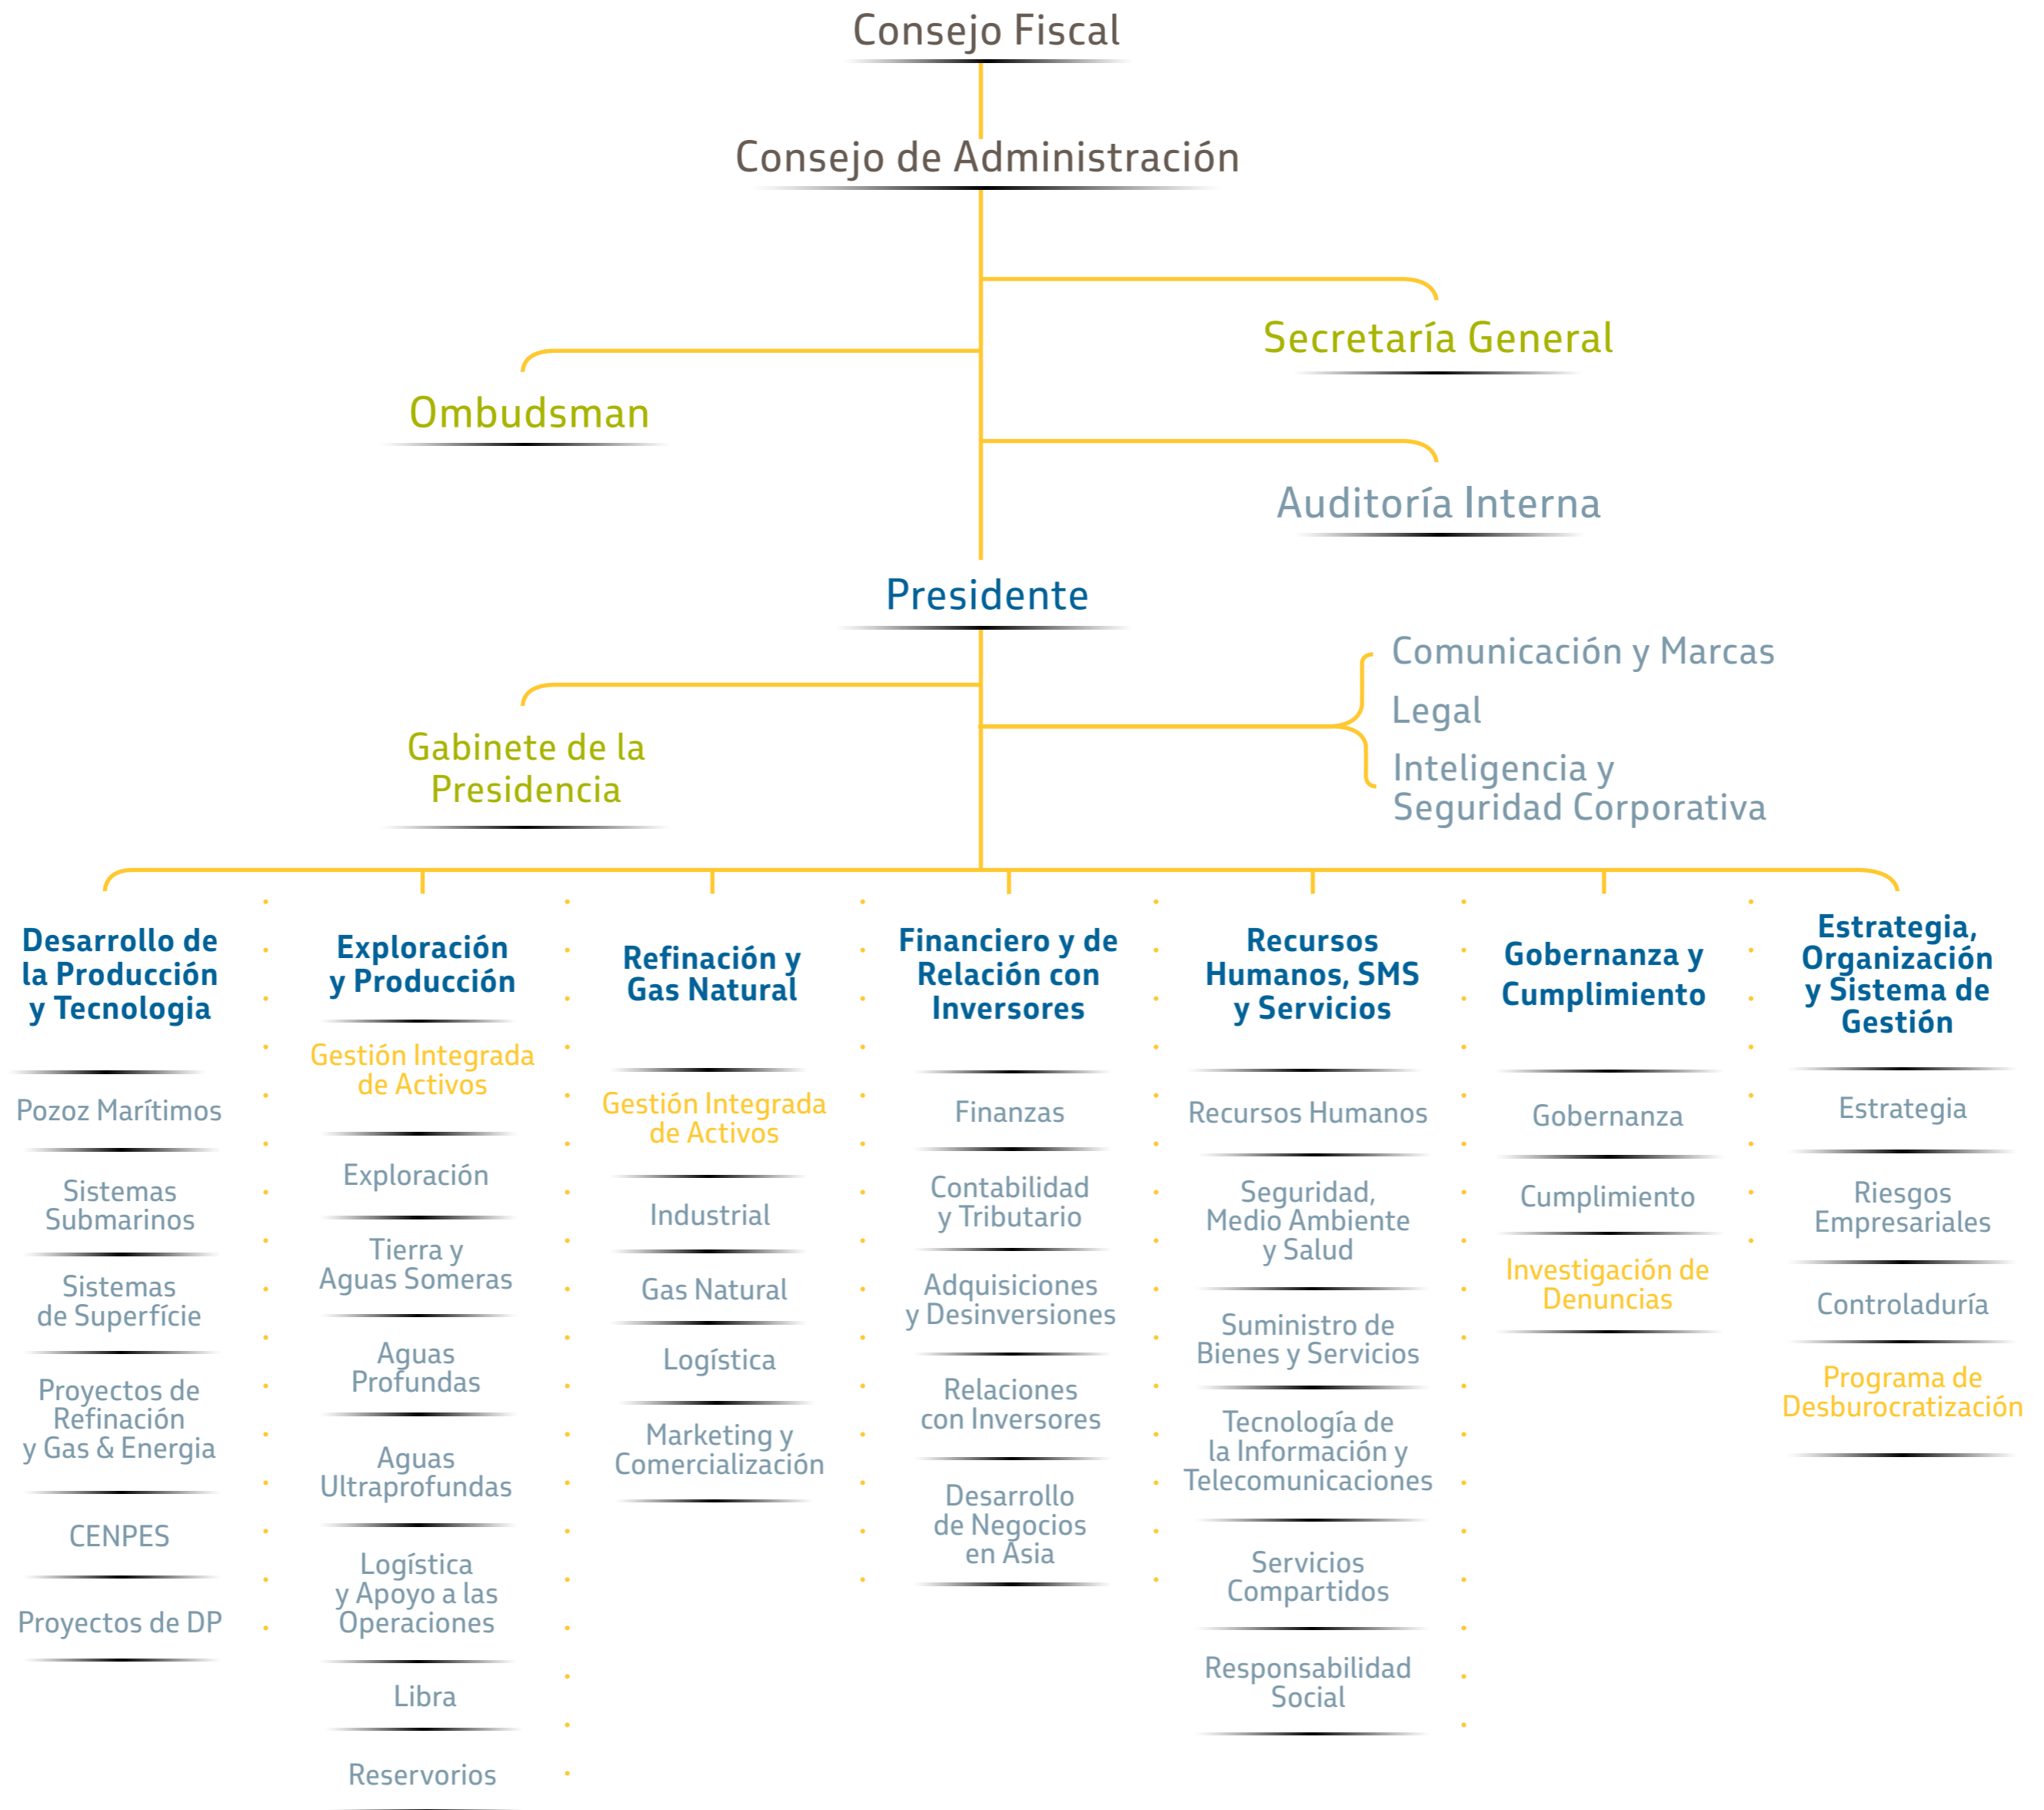 Consejo Fiscal
Consejo de Administración
Secretaría General
Ombudsman
Auditoría Interna
Presidente
Comunicación y Marcas
Legal
Inteligencia y
Seguridad Corporativa
Gabinete de la
Presidencia
Desarrollo de
la Producción
y Tecnologia
Pozoz Marítimos
Sistemas
Submarinos
Sistemas
de Superfície
Proyectos de
Refinación
y Gas & Energia
CENPES
Proyectos de DP
Exploración
y Producción
Gestión Integrada
de Activos
Exploración
Tierra y
Aguas Someras
Aguas
Profundas
Aguas
Ultraprofundas
Logística
y Apoyo a las
Operaciones
Libra
Reservorios
Refinación y
Gas Natural
Gestión Integrada
de Activos
Industrial
Gas Natural
Logística
Marketing y
Comercialización
Financiero y de
Relación con
Inversores
Finanzas
Contabilidad
y Tributario
Adquisiciones
y Desinversiones
Relaciones
con Inversores
Desarrollo
de Negocios
en Asia
Recursos
Humanos, SMS
y Servicios
Recursos Humanos
Seguridad,
Medio Ambiente
y Salud
Suministro de
Bienes y Servicios
Tecnología de
la Información y
Telecomunicaciones
Servicios
Compartidos
Responsabilidad
Social
Gobernanza y
Cumplimiento
Gobernanza
Cumplimiento
Investigación de
Denuncias
Estrategia,
Organización
y Sistema de
Gestión
Estrategia
Riesgos
Empresariales
Controladuría
Programa de
Desburocratización